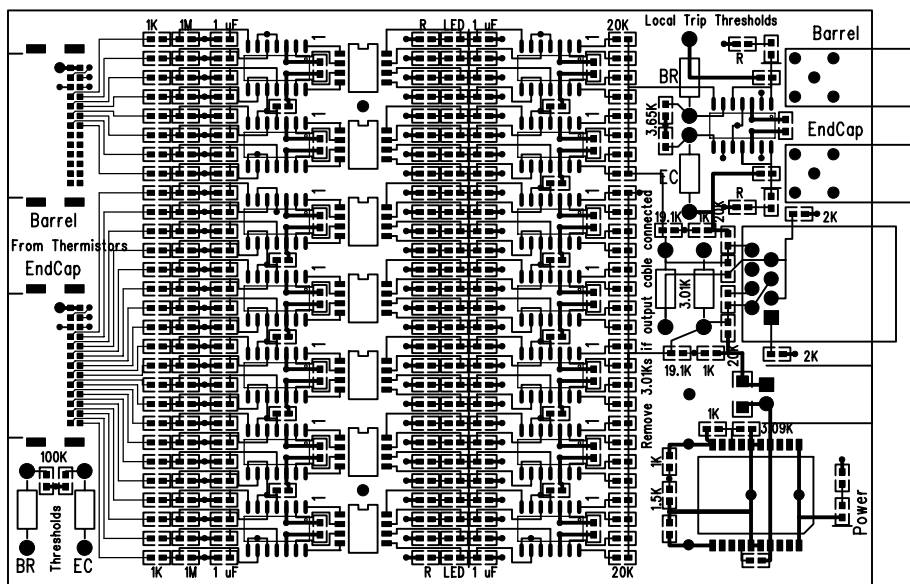 1K 1M 1 uF R LED 1 uF 20K
Local Trip Thresholds
Barrel
R
BR
3.65K
EndCap
EC
R
20K
19.1K 1K
2K
Barrel
From Thermistors
EndCap
3.01K
Remove 3.01Ks if output cable connected
20K
2K
19.1K 1K
1K
3.09K
100K
1K
1.5K
Power
Thresholds
BR EC
1K 1M 1 uF R LED 1 uF 20K